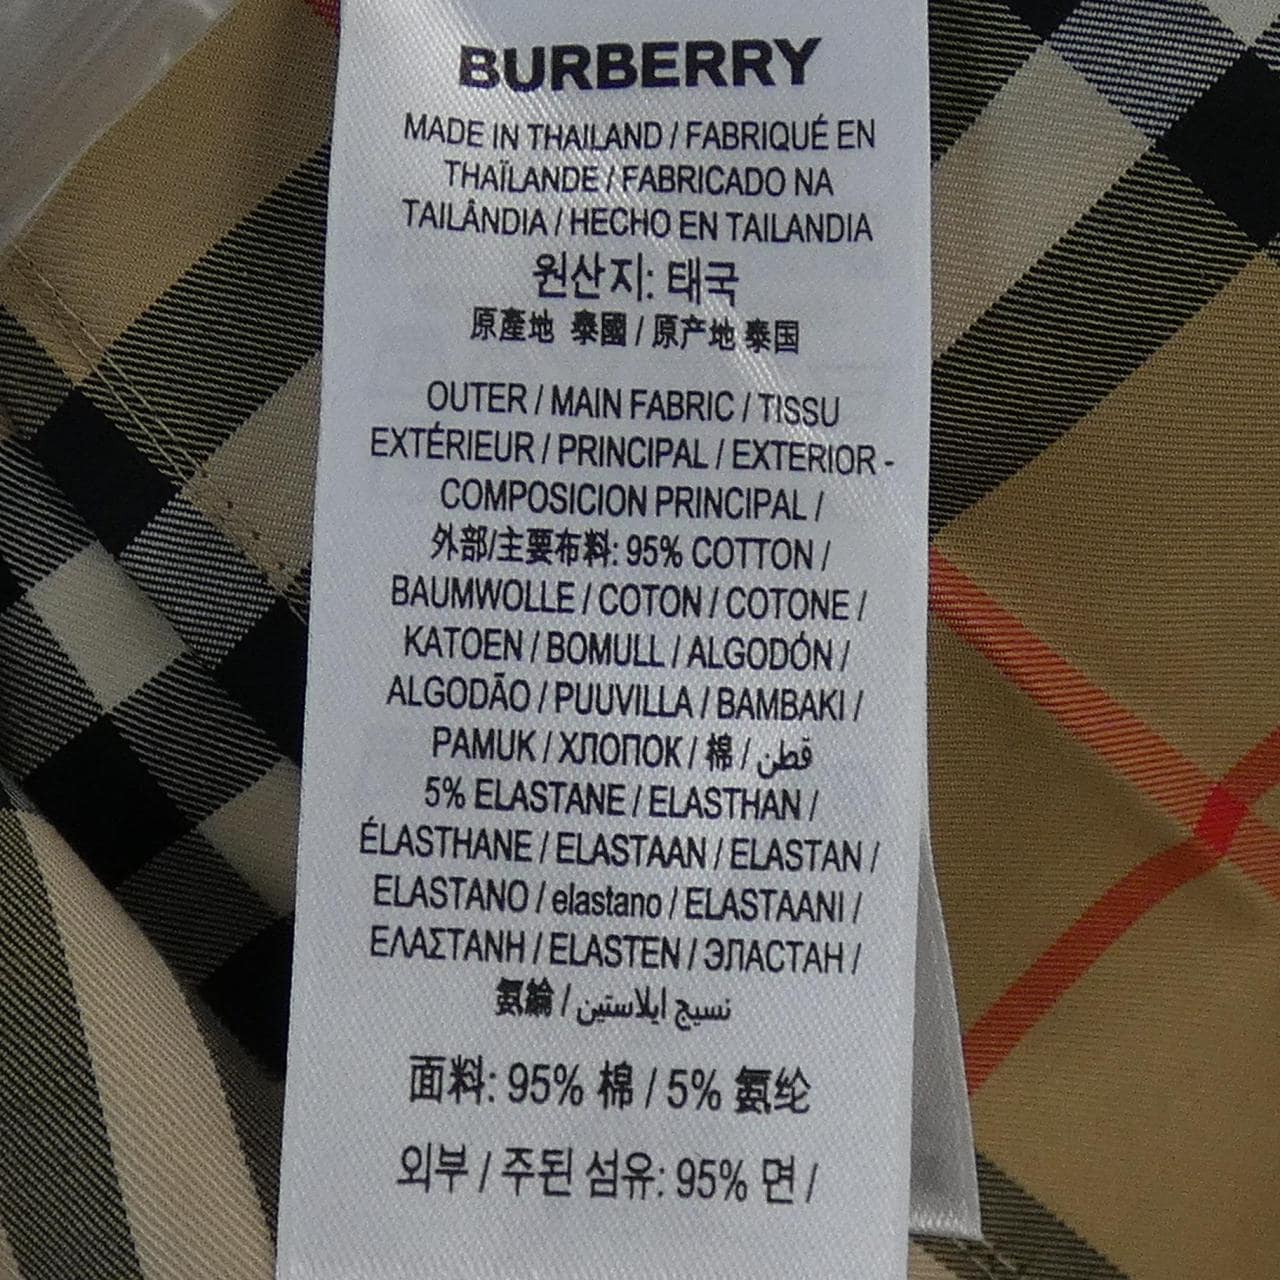 BURBERRY
MADE IN THAILAND / FABRIQUÉ EN
THAÏLANDE / FABRICADO NA
TAILÂNDIA / HECHO EN TAILANDIA
원산지: 태국
原產地 泰國 / 原产地 泰国
OUTER / MAIN FABRIC / TISSU
EXTÉRIEUR / PRINCIPAL / EXTERIOR -
COMPOSICION PRINCIPAL /
外部/主要布料: 95% COTTON /
BAUMWOLLE / COTON / COTONE /
KATOEN / BOMULL / ALGODÓN /
ALGODÃO / PUUVILLA / BAMBAKI /
PAMUK / ХЛОПОК / 棉 / قطن
5% ELASTANE / ELASTHAN /
ÉLASTHANE / ELASTAAN / ELASTAN /
ELASTANO / elastano / ELASTAANI /
ΕΛΑΣΤΑΝΗ / ELASTEN / ЭЛАСТАН /
氨綸 / نسيج ايلاستين
面料: 95% 棉 / 5% 氨纶
외부 / 주된 섬유: 95% 면 /